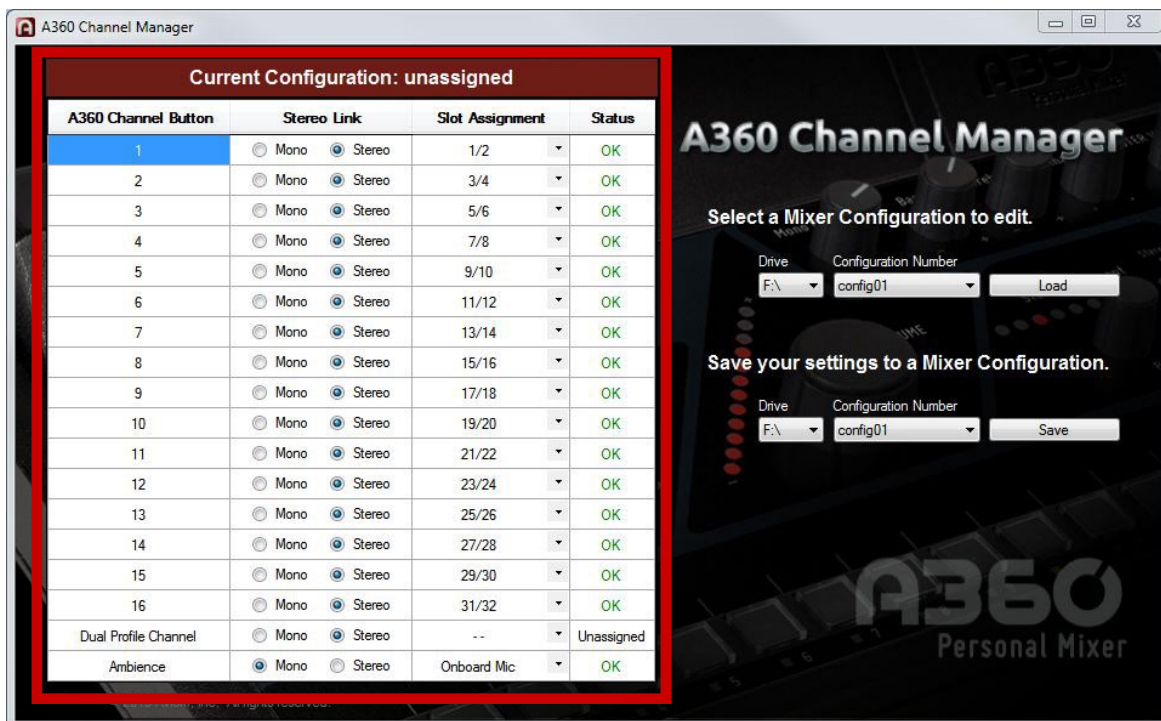 A360 Channel Manager
Current Configuration: unassigned
A360 Channel Button Stereo Link Slot Assignment Status
1 Mono Stereo 1/2 OK
2 Mono Stereo 3/4 OK
3 Mono Stereo 5/6 OK
4 Mono Stereo 7/8 OK
5 Mono Stereo 9/10 OK
6 Mono Stereo 11/12 OK
7 Mono Stereo 13/14 OK
8 Mono Stereo 15/16 OK
9 Mono Stereo 17/18 OK
10 Mono Stereo 19/20 OK
11 Mono Stereo 21/22 OK
12 Mono Stereo 23/24 OK
13 Mono Stereo 25/26 OK
14 Mono Stereo 27/28 OK
15 Mono Stereo 29/30 OK
16 Mono Stereo 31/32 OK
Dual Profile Channel Mono Stereo -- Unassigned
Ambience Mono Stereo Onboard Mic OK
A360
Personal Mixer
A360 Channel Manager
Select a Mixer Configuration to edit.
Drive Configuration Number
F:\ config01 Load
Save your settings to a Mixer Configuration.
Drive Configuration Number
F:\ config01 Save
A360
Personal Mixer